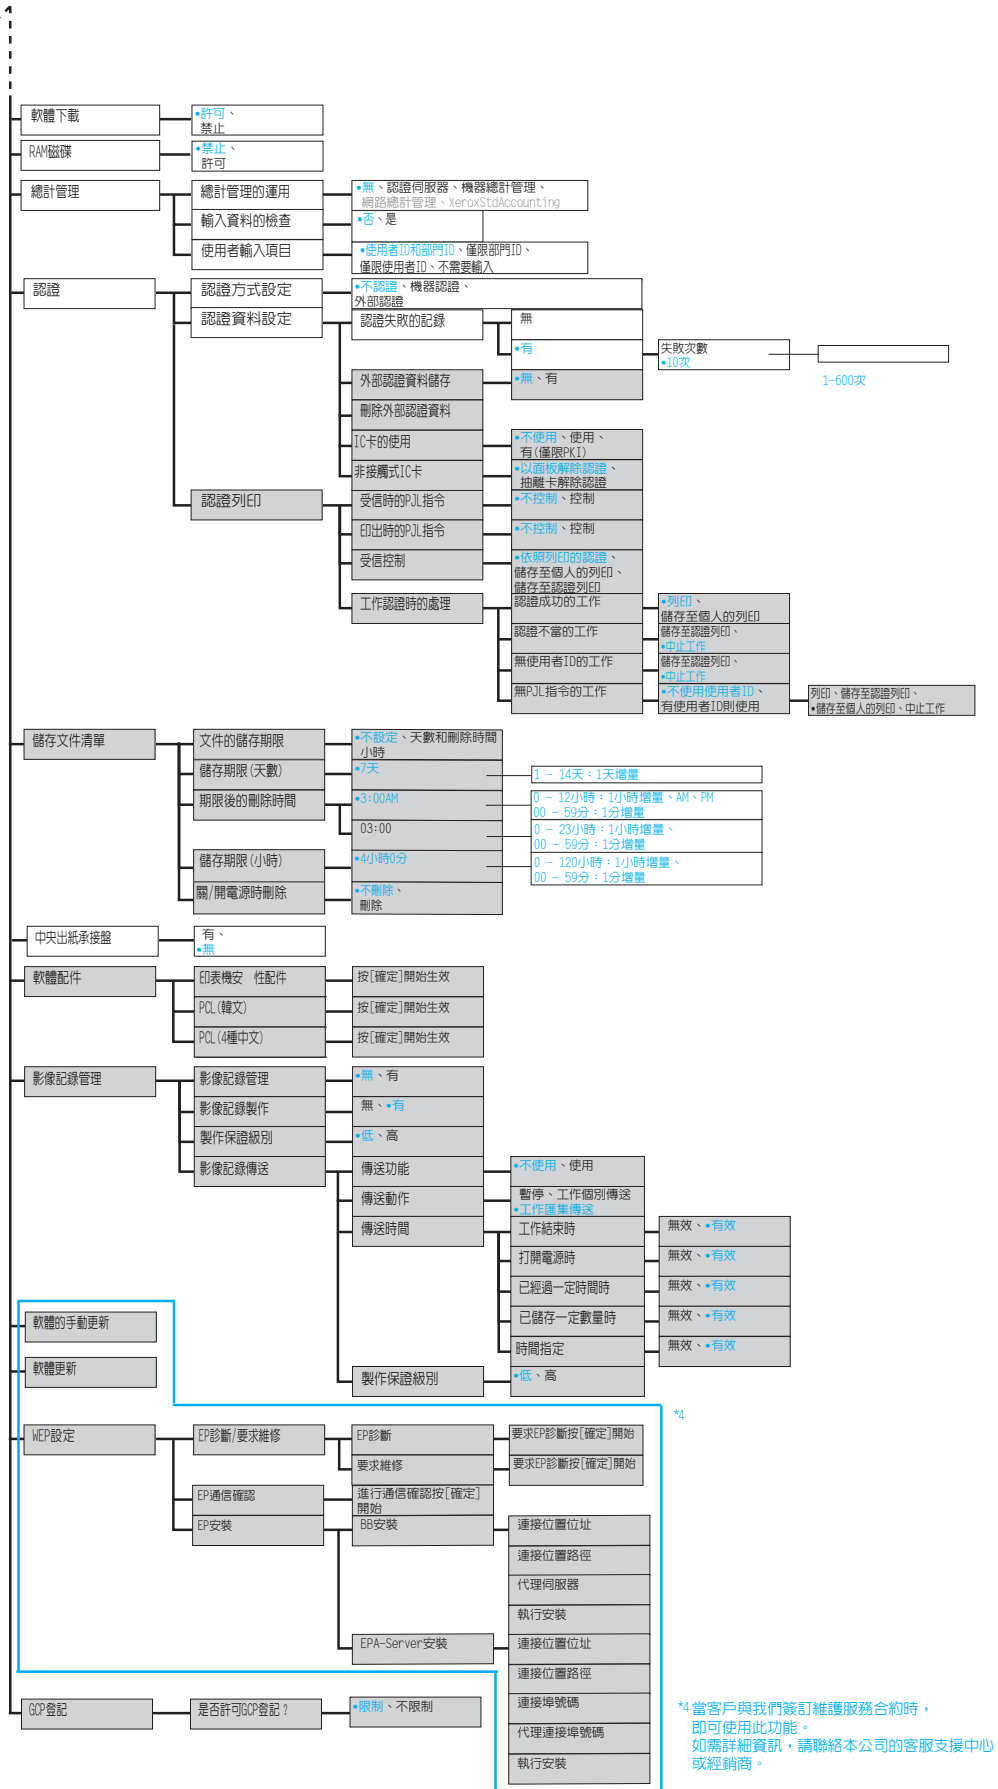 軟體下載
•許可、
禁止
RAM磁碟
•禁止、
許可
總計管理
總計管理的運用
•無、認證伺服器、機器總計管理、
網路總計管理、XeroxStdAccounting
輸入資料的檢查
•否、是
使用者輸入項目
•使用者ID和部門ID、僅限部門ID、
僅限使用者ID、不需要輸入
認證
認證方式設定
•不認證、機器認證、
外部認證
認證資料設定
認證失敗的記錄
無
•有
失敗次數
•10次
1-600次
外部認證資料儲存
•無、有
刪除外部認證資料
IC卡的使用
•不使用、使用、
有(僅限PKI)
非接觸式IC卡
•以面板解除認證、
抽離卡解除認證
認證列印
受信時的PJL指令
•不控制、控制
印出時的PJL指令
•不控制、控制
受信控制
•依照列印的認證、
儲存至個人的列印、
儲存至認證列印
工作認證時的處理
認證成功的工作
•列印、
儲存至個人的列印
認證不當的工作
儲存至認證列印、
•中止工作
無使用者ID的工作
儲存至認證列印、
•中止工作
無PJL指令的工作
•不使用使用者ID、
有使用者ID則使用
列印、儲存至認證列印、
•儲存至個人的列印、中止工作
儲存文件清單
文件的儲存期限
•不設定、天數和刪除時間
小時
儲存期限(天數)
•7天
1 - 14天：1天增量
期限後的刪除時間
•3:00AM
0 - 12小時：1小時增量、AM、PM
00 - 59分：1分增量
03:00
0 - 23小時：1小時增量、
00 - 59分：1分增量
儲存期限(小時)
•4小時0分
0 - 120小時：1小時增量、
00 - 59分：1分增量
關/開電源時刪除
•不刪除、
刪除
中央出紙承接盤
有、
•無
軟體配件
印表機安　性配件
按[確定]開始生效
PCL(韓文)
按[確定]開始生效
PCL(4種中文)
按[確定]開始生效
影像記錄管理
影像記錄管理
•無、有
影像記錄製作
無、•有
製作保證級別
•低、高
影像記錄傳送
傳送功能
•不使用、使用
傳送動作
暫停、工作個別傳送
•工作匯集傳送
傳送時間
工作結束時
無效、•有效
打開電源時
無效、•有效
已經過一定時間時
無效、•有效
已儲存一定數量時
無效、•有效
時間指定
無效、•有效
製作保證級別
•低、高
軟體的手動更新
軟體更新
*4
WEP設定
EP診斷/要求維修
EP診斷
要求EP診斷按[確定]開始
要求維修
要求EP診斷按[確定]開始
EP通信確認
進行通信確認按[確定]
開始
EP安裝
BB安裝
連接位置位址
連接位置路徑
代理伺服器
執行安裝
EPA-Server安裝
連接位置位址
連接位置路徑
連接埠號碼
代理連接埠號碼
執行安裝
GCP登記
是否許可GCP登記？
•限制、不限制
*4 當客戶與我們簽訂維護服務合約時，
即可使用此功能。
如需詳細資訊，請聯絡本公司的客服支援中心
或經銷商。